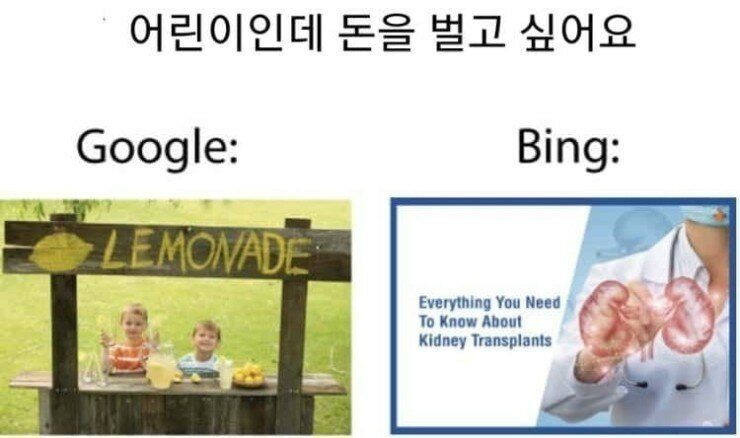 어린이인데 돈을 벌고 싶어요
Google:
Bing:
LEMONADE
Everything You Need
To Know About
Kidney Transplants